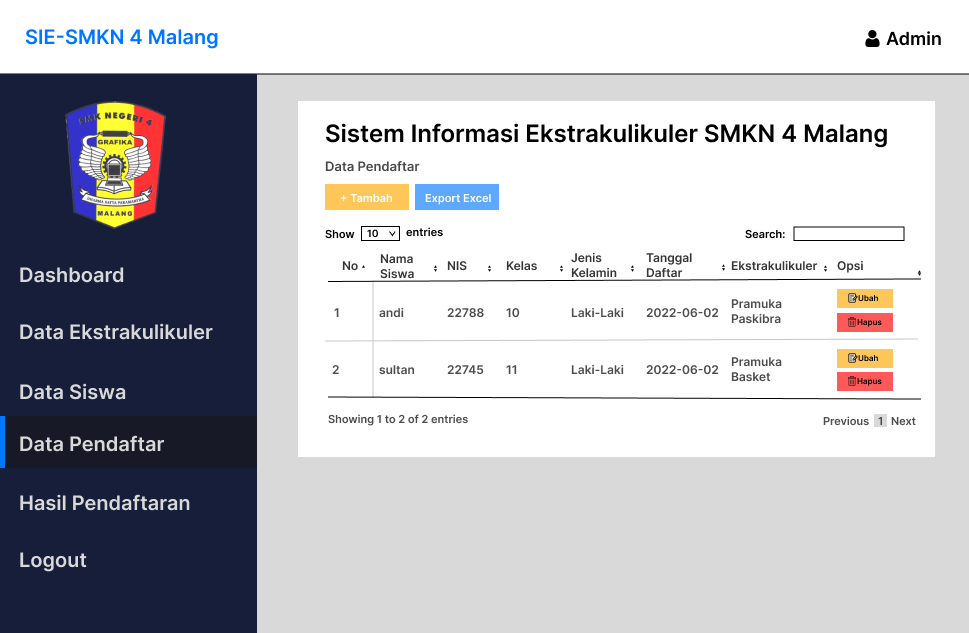 SIE-SMKN 4 Malang
Admin
SMK NEGERI 4
GRAFIKA
MALANG
Dashboard
Data Ekstrakulikuler
Data Siswa
Data Pendaftar
Hasil Pendaftaran
Logout
Sistem Informasi Ekstrakulikuler SMKN 4 Malang
Data Pendaftar
+ Tambah Export Excel
Show 10 entries Search:
No Nama Siswa NIS Kelas Jenis Kelamin Tanggal Daftar Ekstrakulikuler Opsi
1 andi 22788 10 Laki-Laki 2022-06-02 Pramuka Paskibra Ubah Hapus
2 sultan 22745 11 Laki-Laki 2022-06-02 Pramuka Basket Ubah Hapus
Showing 1 to 2 of 2 entries Previous 1 Next